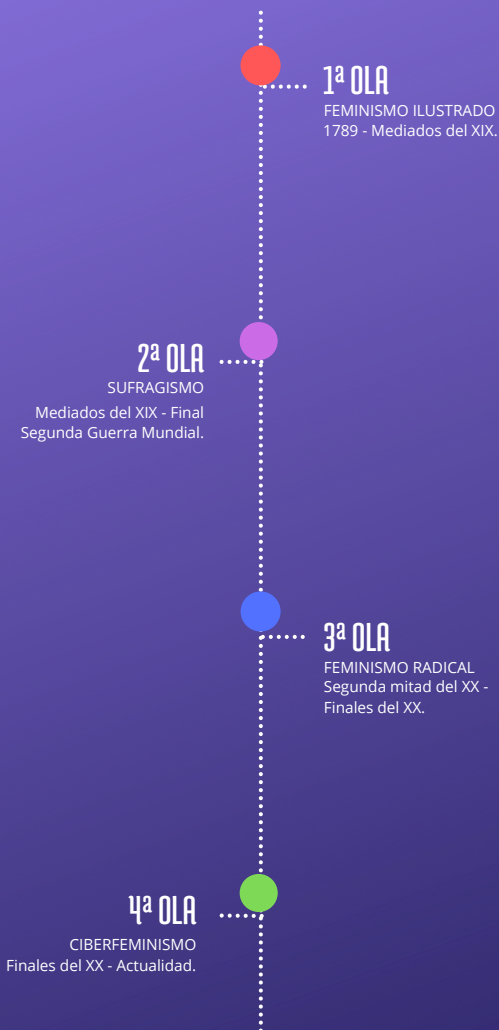 1ª OLA
FEMINISMO ILUSTRADO
1789 - Mediados del XIX.
2ª OLA
SUFRAGISMO
Mediados del XIX - Final
Segunda Guerra Mundial.
3ª OLA
FEMINISMO RADICAL
Segunda mitad del XX -
Finales del XX.
4ª OLA
CIBERFEMINISMO
Finales del XX - Actualidad.